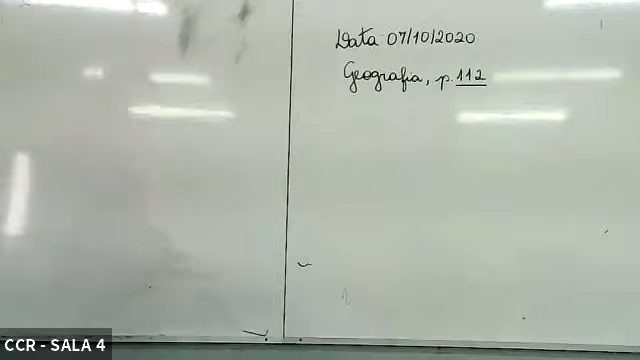 Data: 07/10/2020
Geografia, p. 112
CCR - SALA 4